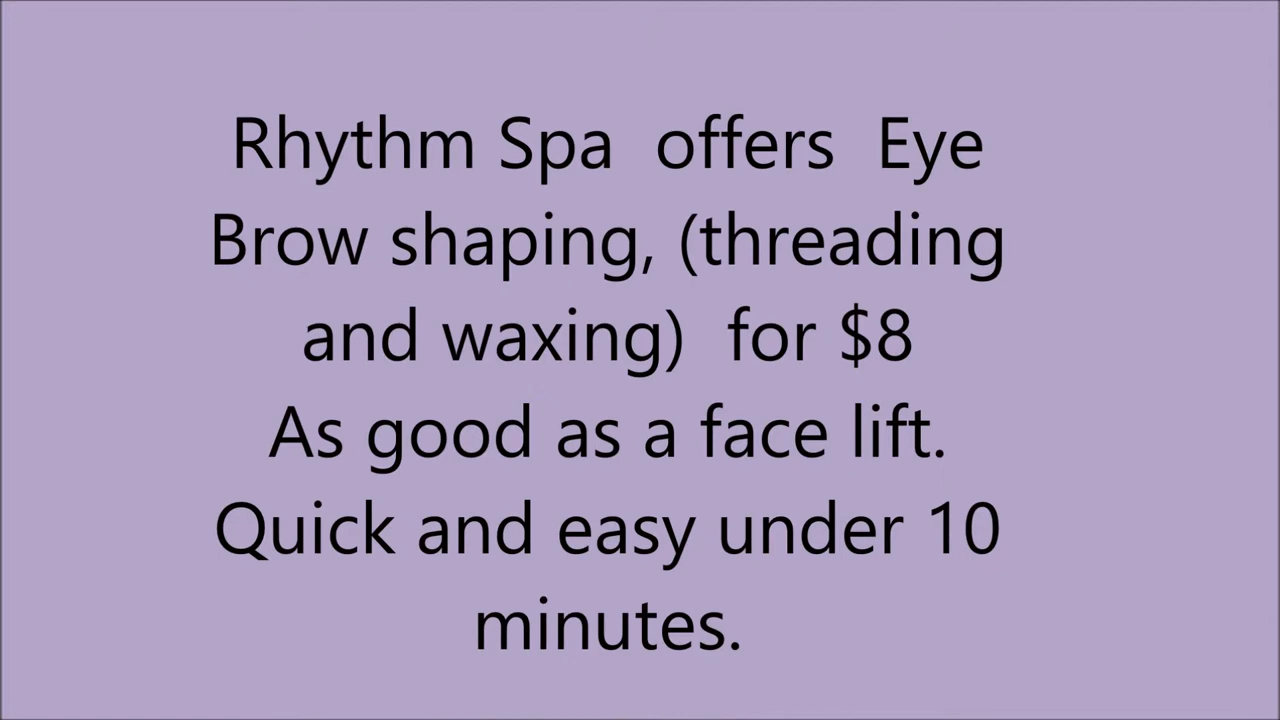 Rhythm Spa  offers  Eye
Brow shaping, (threading
and waxing)  for $8
As good as a face lift.
Quick and easy under 10
minutes.